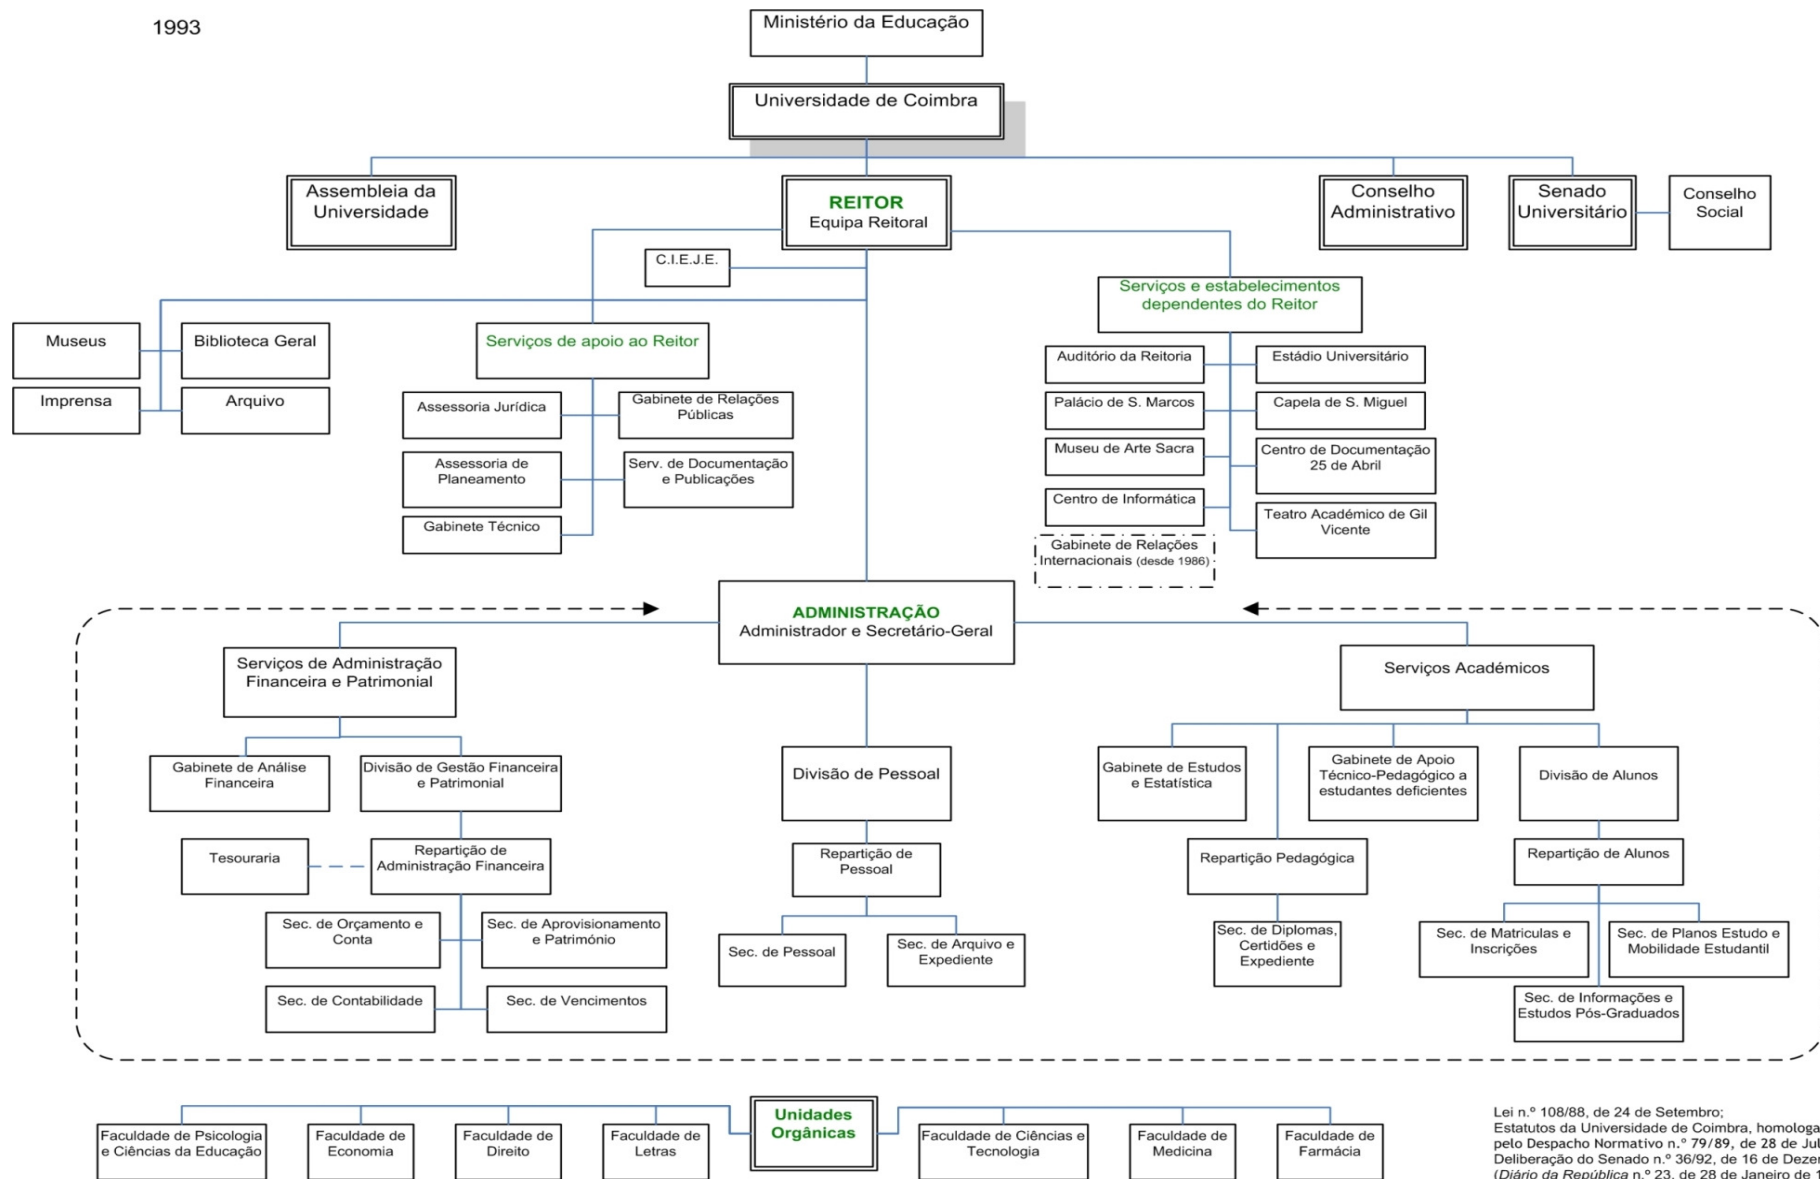 1993
Ministério da Educação
Universidade de Coimbra
Assembleia da
Universidade
REITOR
Equipa Reitoral
Conselho
Administrativo
Senado
Universitário
Conselho
Social
C.I.E.J.E.
Serviços e estabelecimentos
dependentes do Reitor
Museus
Biblioteca Geral
Imprensa
Arquivo
Serviços de apoio ao Reitor
Assessoria Jurídica
Gabinete de Relações
Públicas
Assessoria de
Planeamento
Serv. de Documentação
e Publicações
Gabinete Técnico
Auditório da Reitoria
Estádio Universitário
Palácio de S. Marcos
Capela de S. Miguel
Museu de Arte Sacra
Centro de Documentação
25 de Abril
Centro de Informática
Teatro Académico de Gil
Vicente
Gabinete de Relações
Internacionais (desde 1986)
ADMINISTRAÇÃO
Administrador e Secretário-Geral
Serviços de Administração
Financeira e Patrimonial
Serviços Académicos
Gabinete de Análise
Financeira
Divisão de Gestão Financeira
e Patrimonial
Divisão de Pessoal
Gabinete de Estudos
e Estatística
Gabinete de Apoio
Técnico-Pedagógico a
estudantes deficientes
Divisão de Alunos
Tesouraria
Repartição de
Administração Financeira
Repartição de
Pessoal
Repartição Pedagógica
Repartição de Alunos
Sec. de Orçamento e
Conta
Sec. de Aprovisionamento
e Património
Sec. de Pessoal
Sec. de Arquivo e
Expediente
Sec. de Diplomas,
Certidões e
Expediente
Sec. de Matriculas e
Inscrições
Sec. de Planos Estudo e
Mobilidade Estudantil
Sec. de Contabilidade
Sec. de Vencimentos
Sec. de Informações e
Estudos Pós-Graduados
Unidades
Orgânicas
Faculdade de Psicologia
e Ciências da Educação
Faculdade de
Economia
Faculdade de
Direito
Faculdade de
Letras
Faculdade de Ciências e
Tecnologia
Faculdade de
Medicina
Faculdade de
Farmácia
Lei n.º 108/88, de 24 de Setembro;
Estatutos da Universidade de Coimbra, homologa
pelo Despacho Normativo n.º 79/89, de 28 de Jul
Deliberação do Senado n.º 36/92, de 16 de Dezer
(Diário da República n.º 23, de 28 de Janeiro de 1